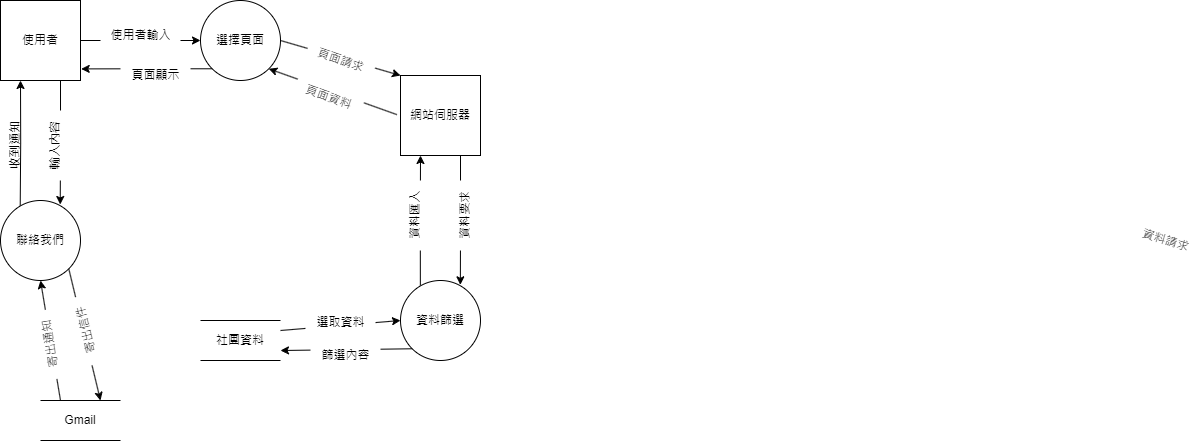 使用者
使用者輸入
選擇頁面
頁面請求
頁面顯示
頁面資料
網站伺服器
收到通知
輸入內容
資料匯入
資料要求
聯絡我們
資料請求
寄出通知
寄出信件
選取資料
資料篩選
社團資料
篩選內容
Gmail